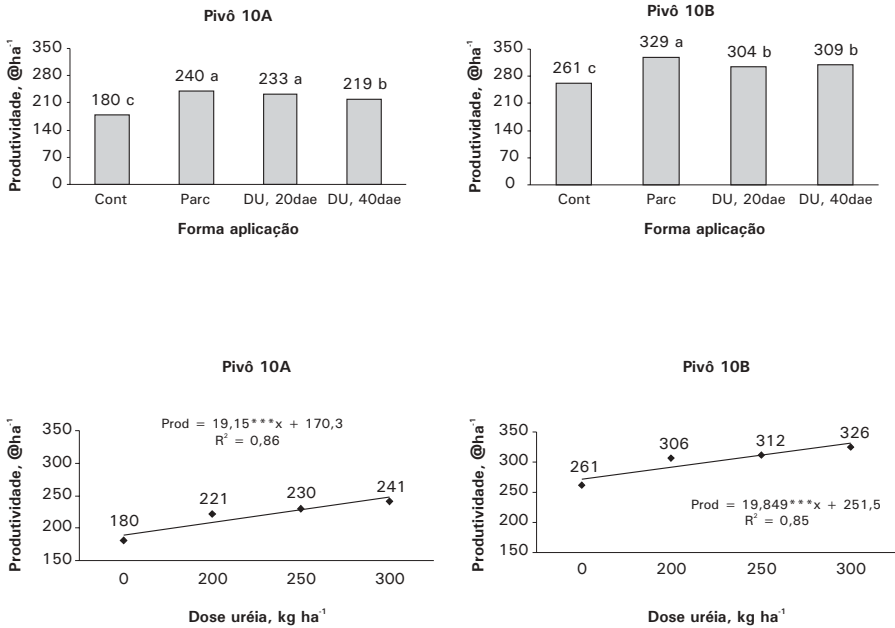 Pivô 10A
Produtividade, @ha⁻¹
350
280
210
140
70
0
180 c
240 a
233 a
219 b
Cont
Parc
DU, 20dae
DU, 40dae
Forma aplicação
Pivô 10B
Produtividade, @ha⁻¹
350
280
210
140
70
0
261 c
329 a
304 b
309 b
Cont
Parc
DU, 20dae
DU, 40dae
Forma aplicação
Pivô 10A
Produtividade, @ha⁻¹
350
300
250
200
150
Prod = 19,15***x + 170,3
R² = 0,86
180
221
230
241
0
200
250
300
Dose uréia, kg ha⁻¹
Pivô 10B
Produtividade, @ha⁻¹
350
300
250
200
150
261
306
312
326
Prod = 19,849***x + 251,5
R² = 0,85
0
200
250
300
Dose uréia, kg ha⁻¹